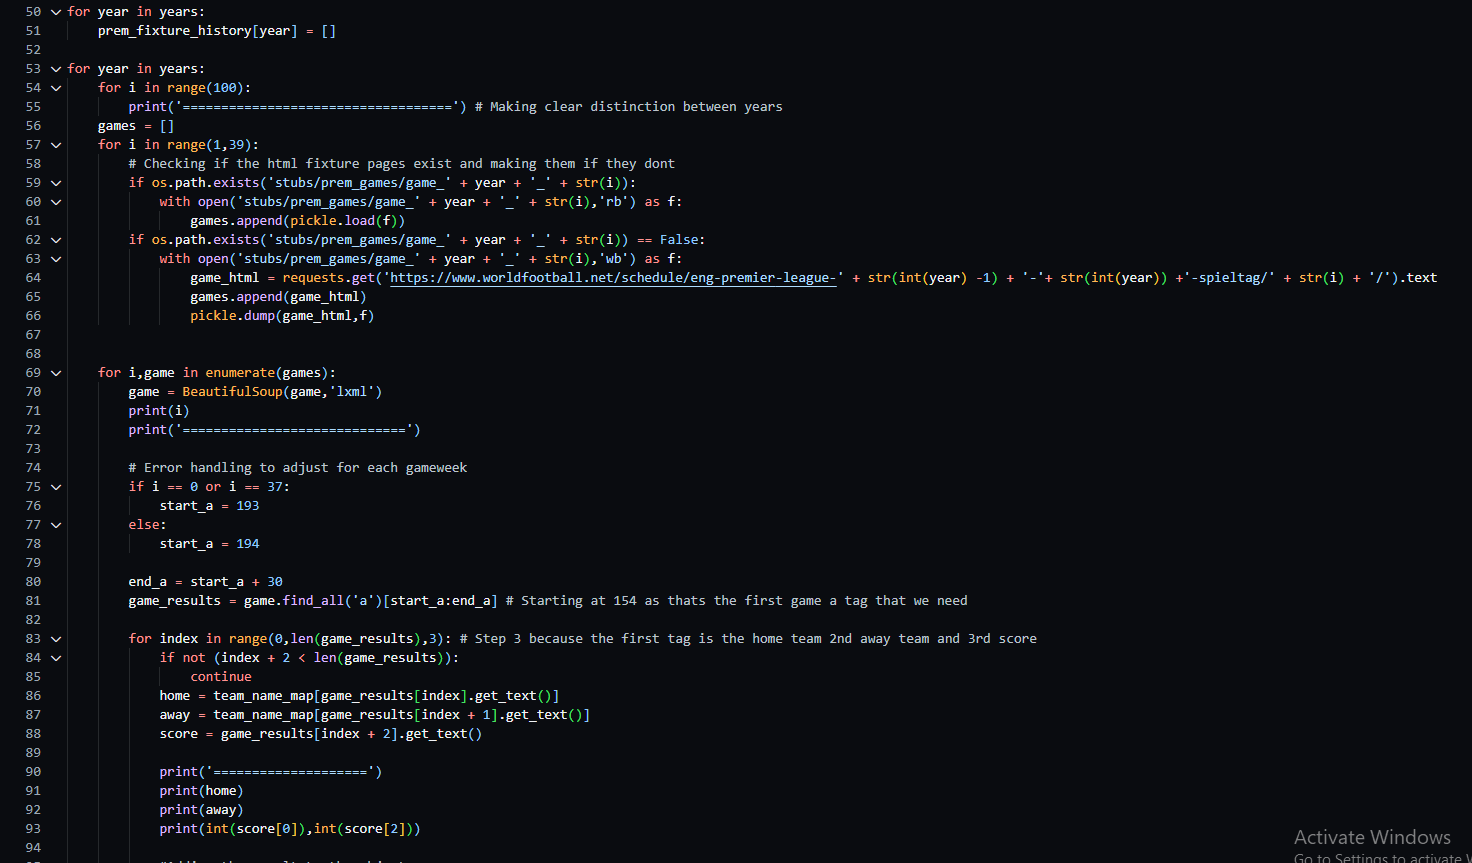 50 for year in years:
51 prem_fixture_history[year] = []
52
53 for year in years:
54 for i in range(100):
55 print('===================================') # Making clear distinction between years
56 games = []
57 for i in range(1,39):
58 # Checking if the html fixture pages exist and making them if they dont
59 if os.path.exists('stubs/prem_games/game_' + year + '_' + str(i)):
60 with open('stubs/prem_games/game_' + year + '_' + str(i),'rb') as f:
61 games.append(pickle.load(f))
62 if os.path.exists('stubs/prem_games/game_' + year + '_' + str(i)) == False:
63 with open('stubs/prem_games/game_' + year + '_' + str(i),'wb') as f:
64 game_html = requests.get('https://www.worldfootball.net/schedule/eng-premier-league-' + str(int(year) -1) + '-'+ str(int(year)) +'-spieltag/' + str(i) + '/').text
65 games.append(game_html)
66 pickle.dump(game_html,f)
67
68
69 for i,game in enumerate(games):
70 game = BeautifulSoup(game,'lxml')
71 print(i)
72 print('=============================')
73
74 # Error handling to adjust for each gameweek
75 if i == 0 or i == 37:
76 start_a = 193
77 else:
78 start_a = 194
79
80 end_a = start_a + 30
81 game_results = game.find_all('a')[start_a:end_a] # Starting at 154 as thats the first game a tag that we need
82
83 for index in range(0,len(game_results),3): # Step 3 because the first tag is the home team 2nd away team and 3rd score
84 if not (index + 2 < len(game_results)):
85 continue
86 home = team_name_map[game_results[index].get_text()]
87 away = team_name_map[game_results[index + 1].get_text()]
88 score = game_results[index + 2].get_text()
89
90 print('====================')
91 print(home)
92 print(away)
93 print(int(score[0]),int(score[2]))
94
Activate Windows
Go to Settings to activate